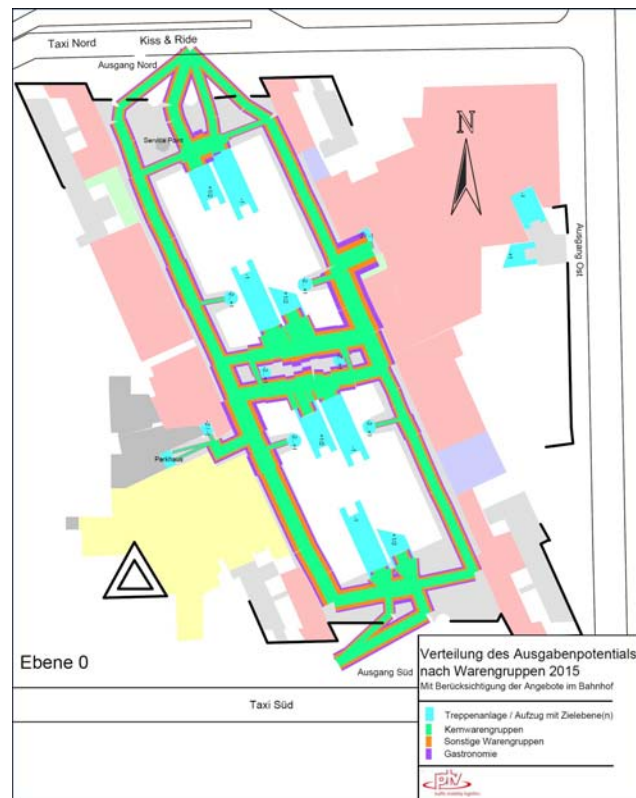 Taxi Nord
Kiss & Ride
Ausgang Nord
Service Point
N
Ausgang Ost
Parkhaus
Ebene 0
Ausgang Süd
Taxi Süd
Verteilung des Ausgabenpotentials
nach Warengruppen 2015
Mit Berücksichtigung der Angebote im Bahnhof
Treppenanlage / Aufzug mit Zielebene(n)
Kernwarengruppen
Sonstige Warengruppen
Gastronomie
ptv